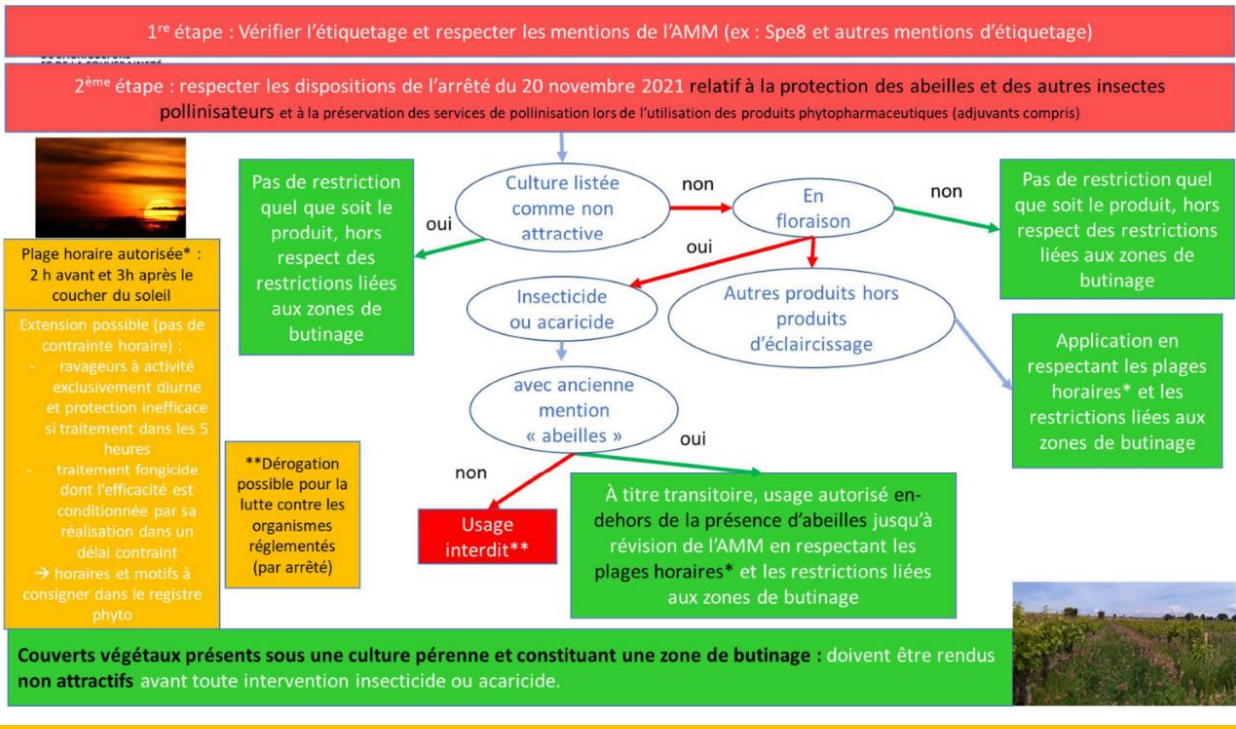 1re étape : Vérifier l'étiquetage et respecter les mentions de l'AMM (ex : Spe8 et autres mentions d'étiquetage)
2ème étape : respecter les dispositions de l'arrêté du 20 novembre 2021 relatif à la protection des abeilles et des autres insectes
pollinisateurs et à la préservation des services de pollinisation lors de l'utilisation des produits phytopharmaceutiques (adjuvants compris)
Plage horaire autorisée* :
2 h avant et 3h après le
coucher du soleil
Extension possible (pas de
contrainte horaire) :
- ravageurs à activité
exclusivement diurne
et protection inefficace
si traitement dans les 5
heures
- traitement fongicide
dont l'efficacité est
conditionnée par sa
réalisation dans un
délai contraint
→ horaires et motifs à
consigner dans le registre
phyto
Pas de restriction
quel que soit le
produit, hors
respect des
restrictions liées
aux zones de
butinage
oui
Culture listée
comme non
attractive
non
En
floraison
non
Pas de restriction quel
que soit le produit, hors
respect des restrictions
liées aux zones de
butinage
oui
Insecticide
ou acaricide
Autres produits hors
produits
d'éclaircissage
Application en
respectant les plages
horaires* et les
restrictions liées aux
zones de butinage
avec ancienne
mention
« abeilles »
oui
non
**Dérogation
possible pour la
lutte contre les
organismes
réglementés
(par arrêté)
Usage
interdit**
À titre transitoire, usage autorisé en-
dehors de la présence d'abeilles jusqu'à
révision de l'AMM en respectant les
plages horaires* et les restrictions liées
aux zones de butinage
Couverts végétaux présents sous une culture pérenne et constituant une zone de butinage : doivent être rendus
non attractifs avant toute intervention insecticide ou acaricide.